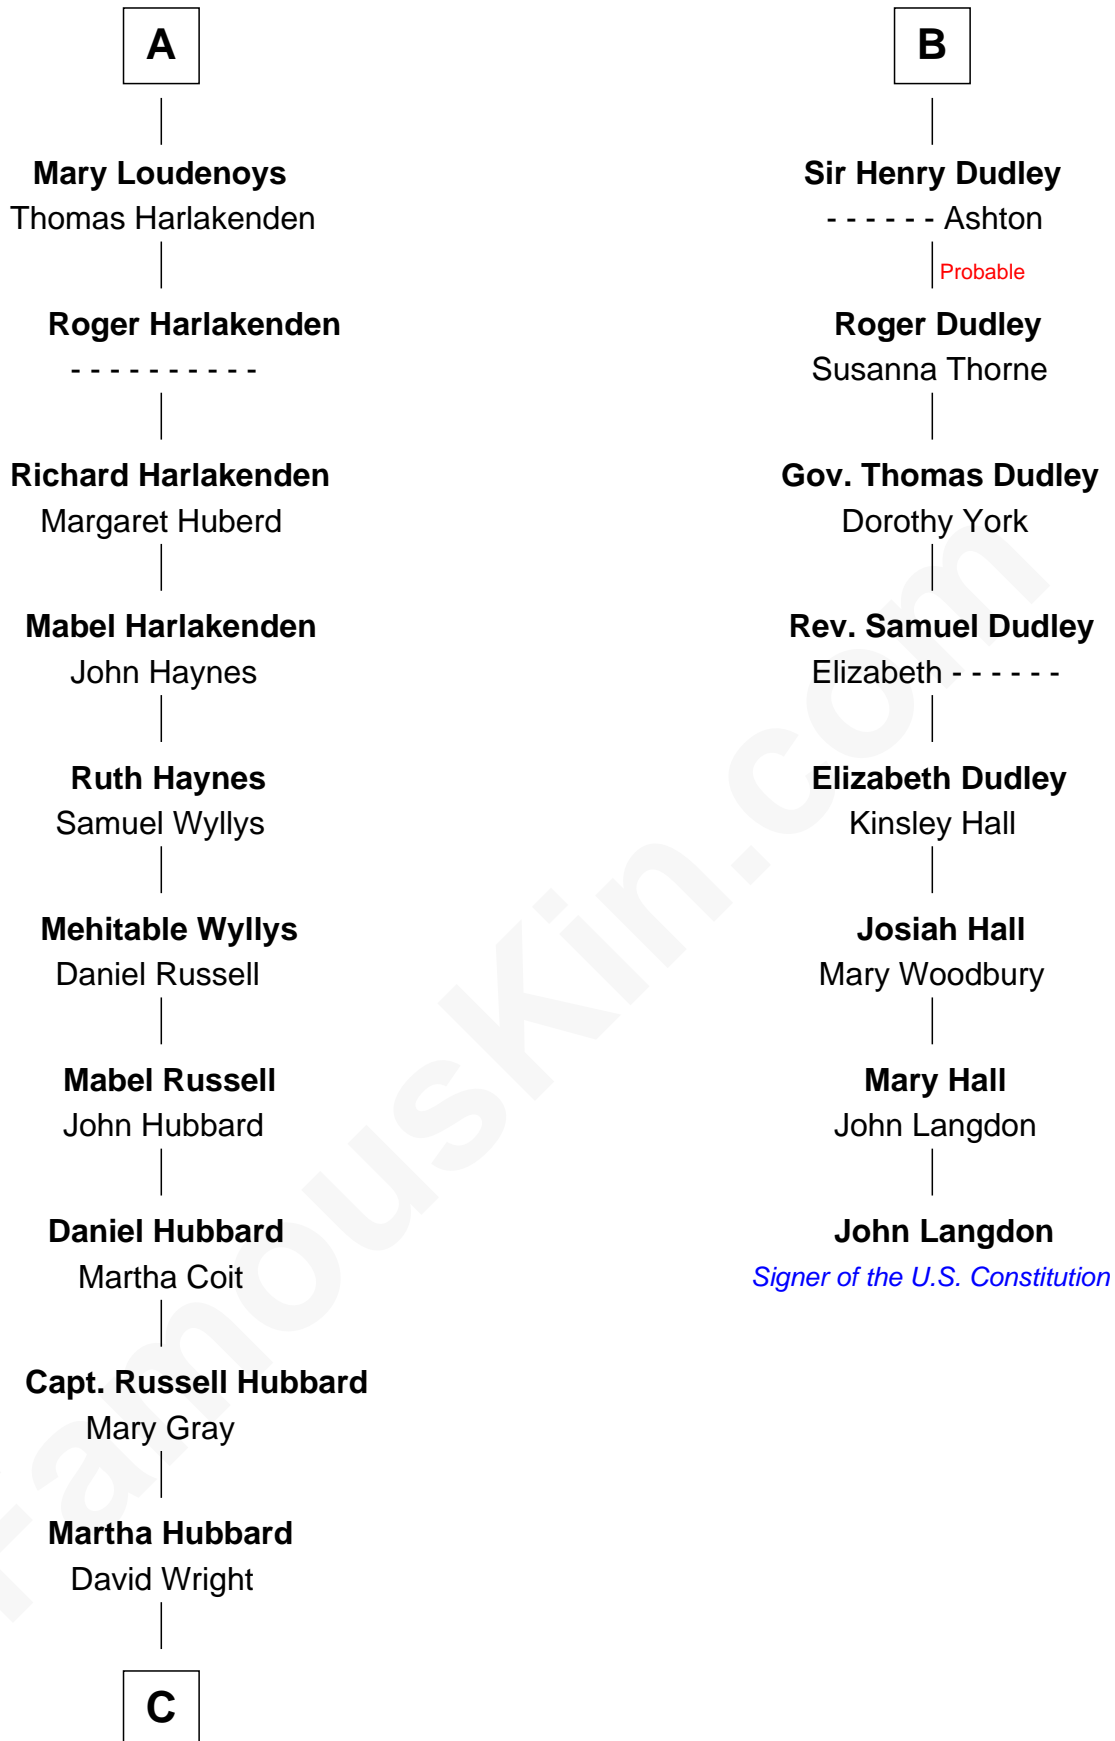 A
Mary Loudenoys
Thomas Harlakenden
Roger Harlakenden
- - - - - - - - - -
Richard Harlakenden
Margaret Huberd
Mabel Harlakenden
John Haynes
Ruth Haynes
Samuel Wyllys
Mehitable Wyllys
Daniel Russell
Mabel Russell
John Hubbard
Daniel Hubbard
Martha Coit
Capt. Russell Hubbard
Mary Gray
Martha Hubbard
David Wright
C
B
Sir Henry Dudley
- - - - - - Ashton
Probable
Roger Dudley
Susanna Thorne
Gov. Thomas Dudley
Dorothy York
Rev. Samuel Dudley
Elizabeth - - - - - -
Elizabeth Dudley
Kinsley Hall
Josiah Hall
Mary Woodbury
Mary Hall
John Langdon
John Langdon
Signer of the U.S. Constitution
FamousKin.com